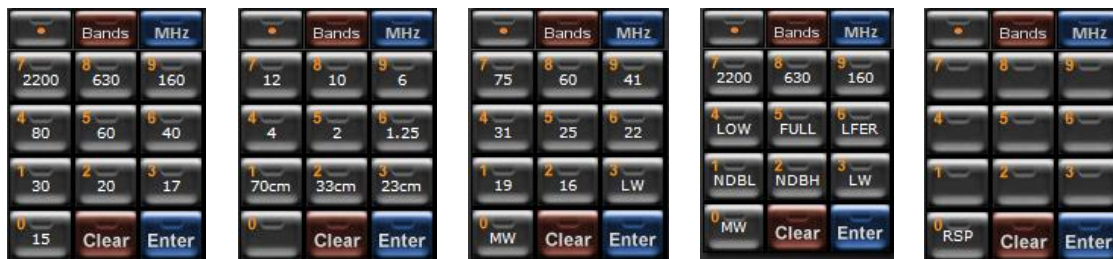 Bands MHz
7 8 9
2200 630 160
4 5 6
80 60 40
1 2 3
30 20 17
0
15 Clear Enter
Bands MHz
7 8 9
12 10 6
4 5 6
4 2 1.25
1 2 3
70cm 33cm 23cm
0
Clear Enter
Bands MHz
7 8 9
75 60 41
4 5 6
31 25 22
1 2 3
19 16 LW
0
MW Clear Enter
Bands MHz
7 8 9
2200 630 160
4 5 6
LOW FULL LFER
1 2 3
NDBL NDBH LW
0
MW Clear Enter
Bands MHz
7 8 9
4 5 6
1 2 3
0
RSP Clear Enter